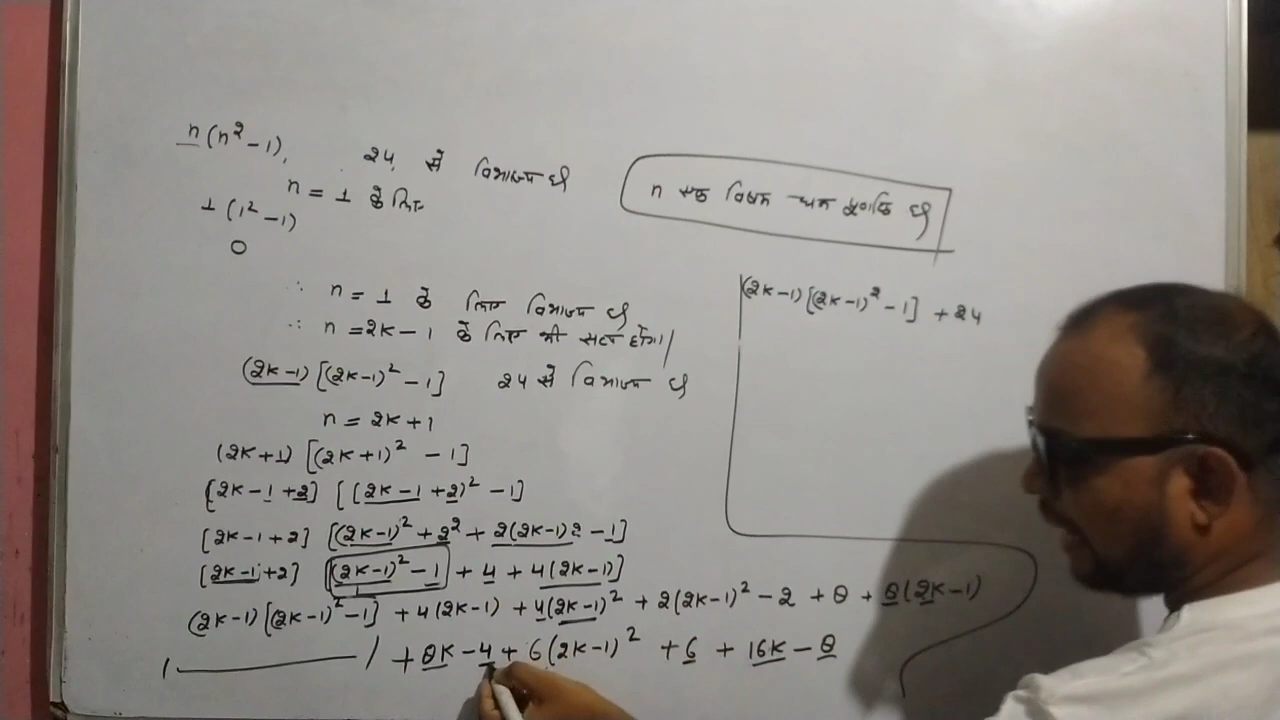 n(n²-1), 24 से विभाज्य है
n = 1 के लिए
1(1²-1)
0
∴ n = 1 के लिए विभाज्य है
∴ n = 2k-1 के लिए भी सत्य होगा।
(2k-1)[(2k-1)²-1] 24 से विभाज्य है
n = 2k+1
(2k+1)[(2k+1)²-1]
[2k-1+2][(2k-1+2)²-1]
[2k-1+2][(2k-1)²+2²+2(2k-1)2-1]
[2k-1+2][(2k-1)²-1+4+4(2k-1)]
(2k-1)[(2k-1)²-1]+4(2k-1)+4(2k-1)²+2(2k-1)²-2+8+8(2k-1)
+8k-4+6(2k-1)²+6+16k-8
n एक विषम धन पूर्णांक है
(2k-1)[(2k-1)²-1]+24